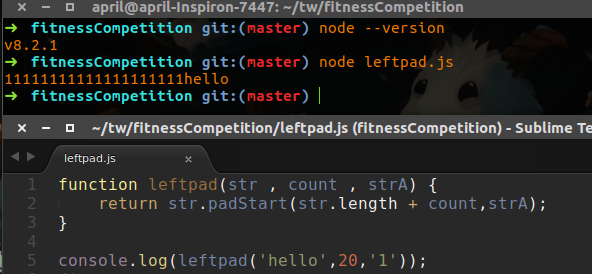 april@april-Inspiron-7447: ~/tw/fitnessCompetition
➜ fitnessCompetition git:(master) node --version
v8.2.1
➜ fitnessCompetition git:(master) node leftpad.js
11111111111111111111hello
➜ fitnessCompetition git:(master)
~/tw/fitnessCompetition/leftpad.js (fitnessCompetition) - Sublime Te
leftpad.js
1 function leftpad(str , count , strA) {
2 return str.padStart(str.length + count,strA);
3 }
4
5 console.log(leftpad('hello',20,'1'));